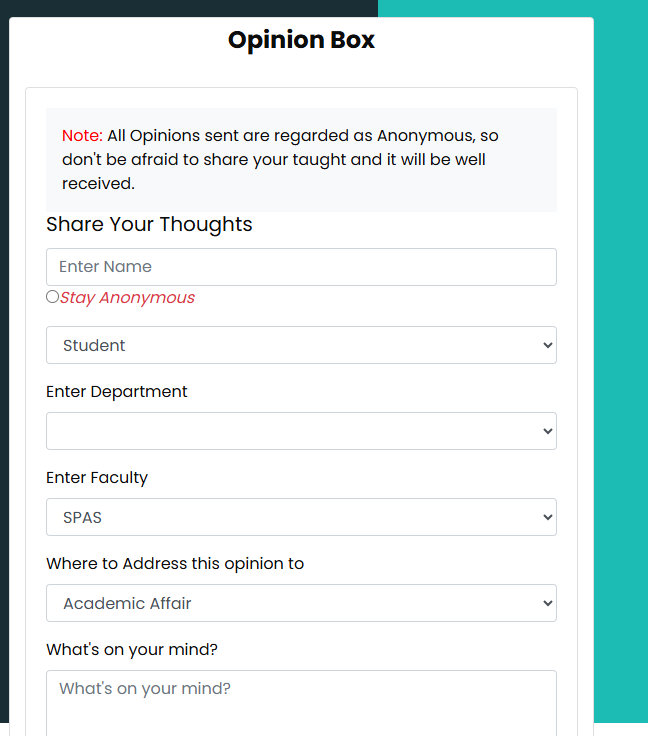 Opinion Box
Note: All Opinions sent are regarded as Anonymous, so
don't be afraid to share your taught and it will be well
received.
Share Your Thoughts
Enter Name
Stay Anonymous
Student
Enter Department
Enter Faculty
SPAS
Where to Address this opinion to
Academic Affair
What's on your mind?
What's on your mind?